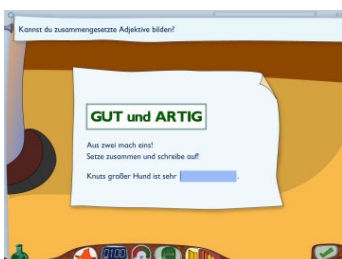 Kannst du zusammengesetzte Adjektive bilden?
GUT und ARTIG
Aus zwei mach eins!
Setze zusammen und schreibe auf!
Knuts großer Hund ist sehr .